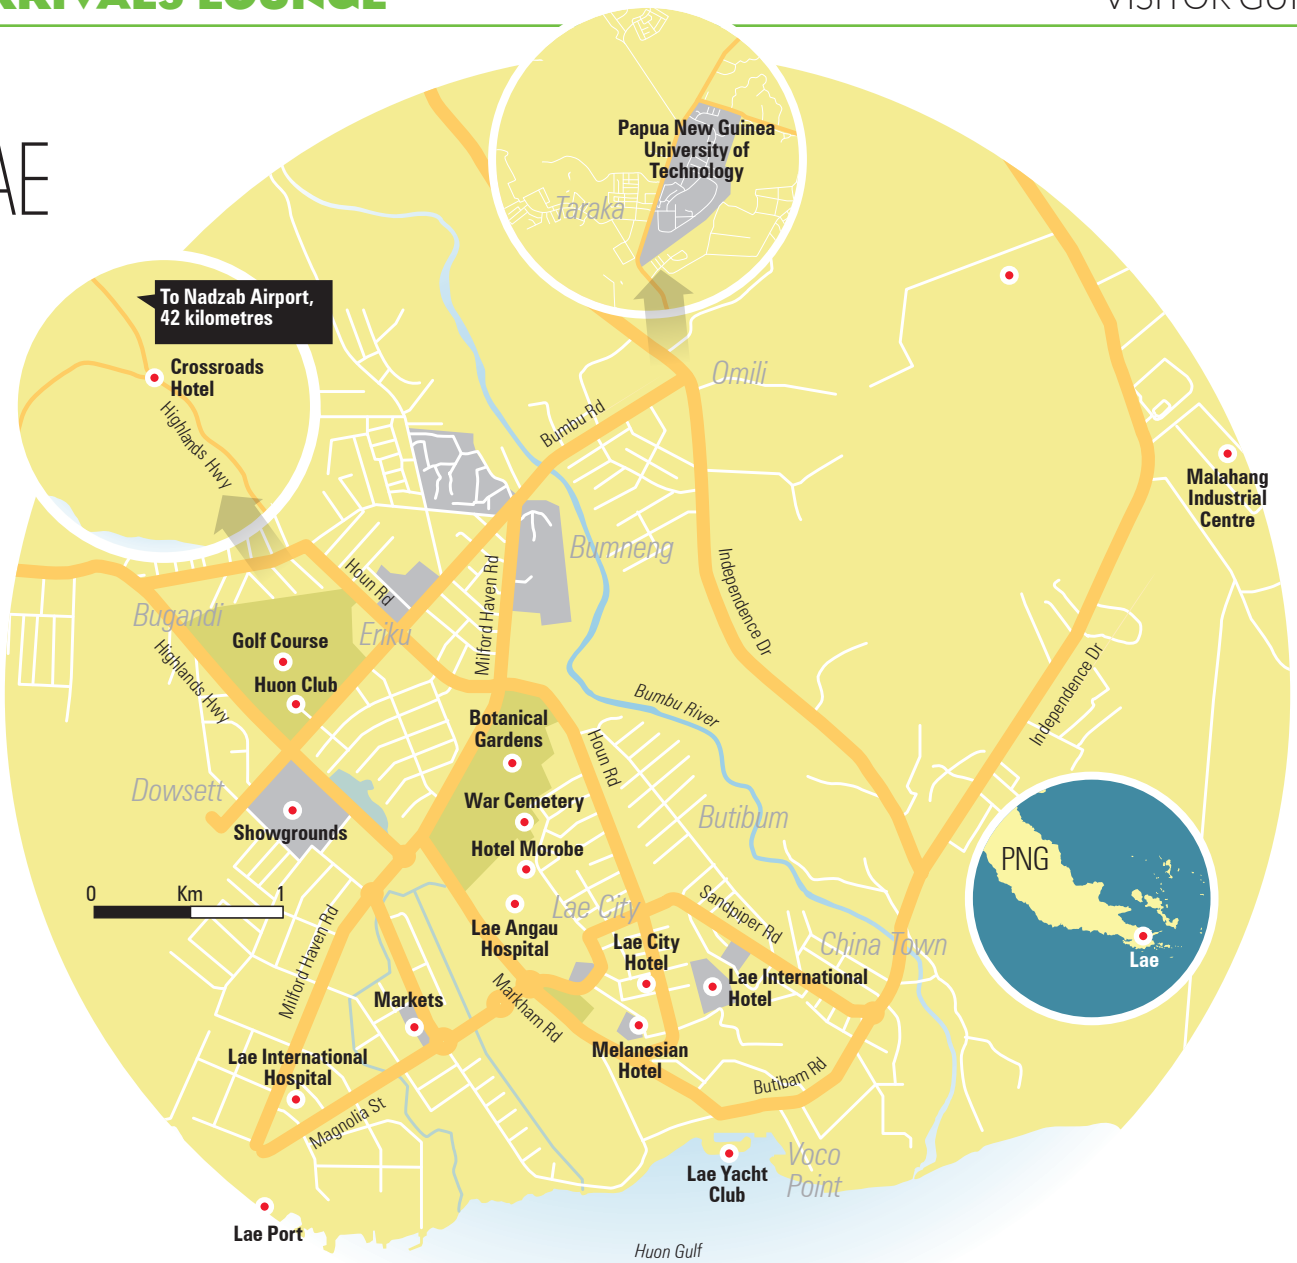 ARRIVALS LOUNGE
VISITOR GUI
LAE
Papua New Guinea
University of
Technology
Taraka
To Nadzab Airport,
42 kilometres
Crossroads
Hotel
Highlands Hwy
Omili
Bumbu Rd
Malahang
Industrial
Centre
Bumneng
Houn Rd
Milford Haven Rd
Independence Dr
Bugandi
Eriku
Golf Course
Huon Club
Highlands Hwy
Independence Dr
Bumbu River
Botanical
Gardens
Houn Rd
Dowsett
War Cemetery
Butibum
Showgrounds
Hotel Morobe
PNG
Lae
0 Km 1
Lae City
Sandpiper Rd
Lae Angau
Hospital
Lae City
Hotel
China Town
Milford Haven Rd
Lae International
Hotel
Markets
Markham Rd
Melanesian
Hotel
Lae International
Hospital
Butibam Rd
Magnolia St
Voco
Point
Lae Yacht
Club
Lae Port
Huon Gulf